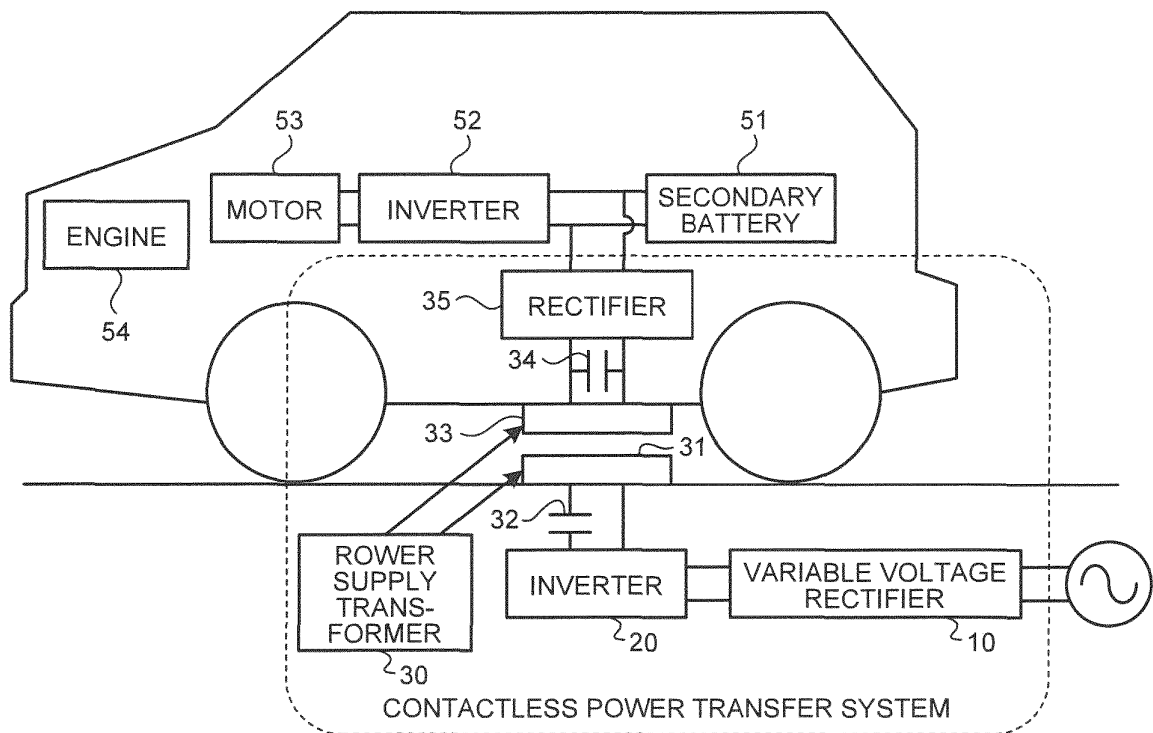 53
52
51
MOTOR
INVERTER
SECONDARY
BATTERY
ENGINE
54
35
RECTIFIER
34
33
31
32
ROWER
SUPPLY
TRANS-
FORMER
30
INVERTER
20
VARIABLE VOLTAGE
RECTIFIER
10
CONTACTLESS POWER TRANSFER SYSTEM